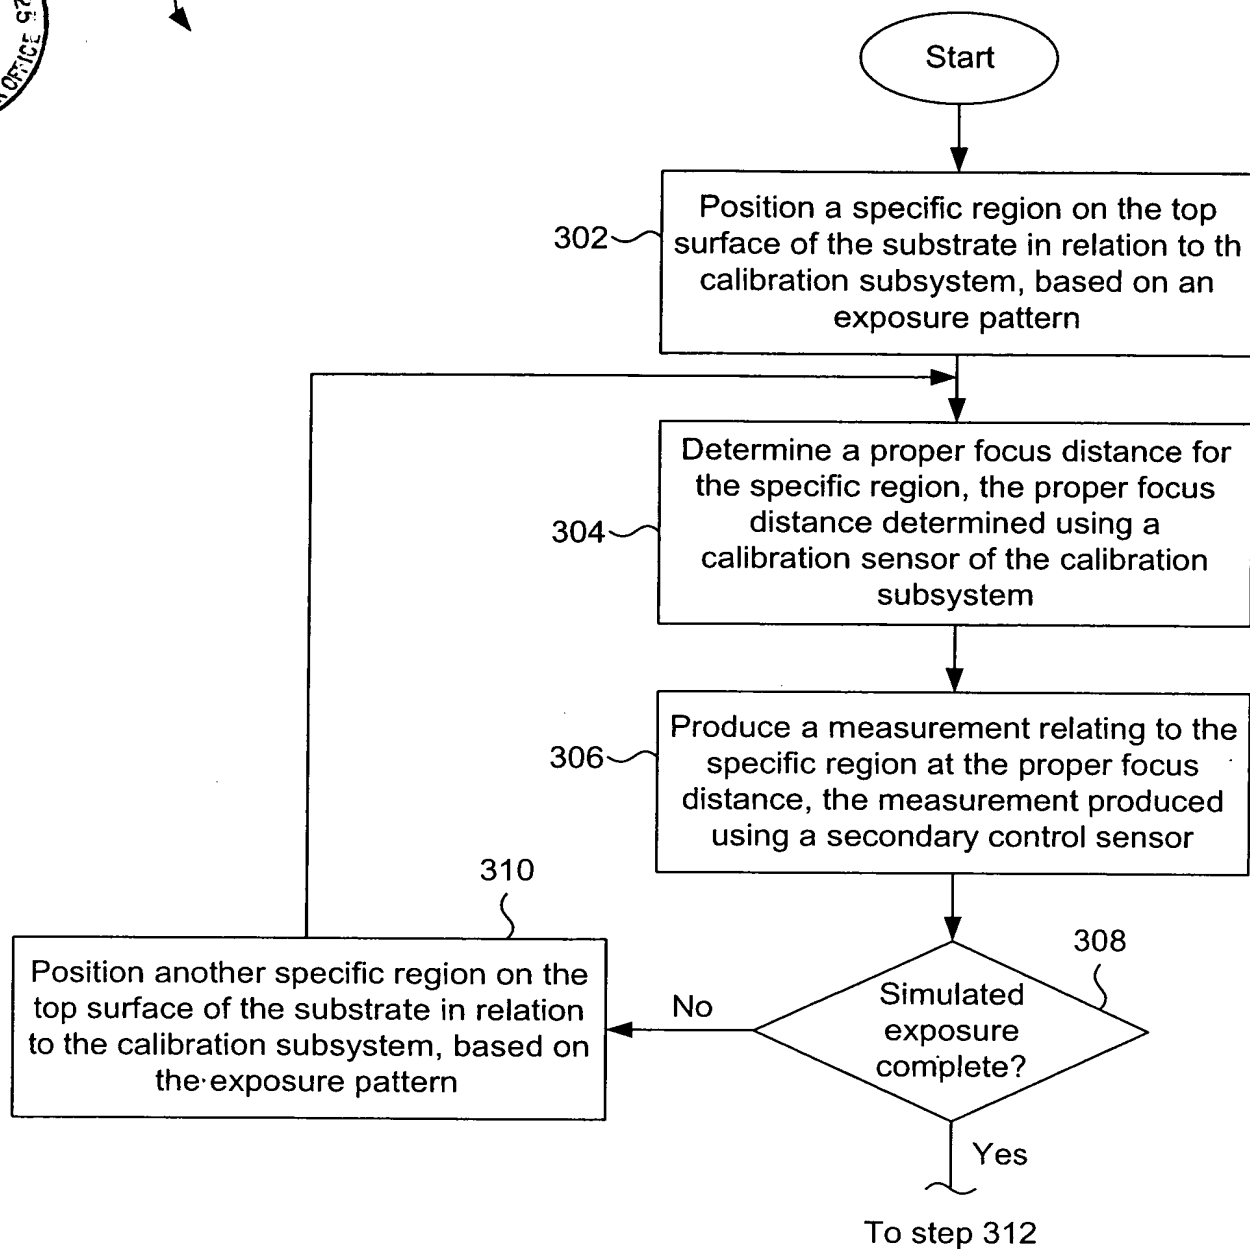 25
OFFICE
Start
302
Position a specific region on the top
surface of the substrate in relation to th
calibration subsystem, based on an
exposure pattern
304
Determine a proper focus distance for
the specific region, the proper focus
distance determined using a
calibration sensor of the calibration
subsystem
306
Produce a measurement relating to the
specific region at the proper focus
distance, the measurement produced
using a secondary control sensor
310
308
Position another specific region on the
top surface of the substrate in relation
to the calibration subsystem, based on
the exposure pattern
No
Simulated
exposure
complete?
Yes
To step 312